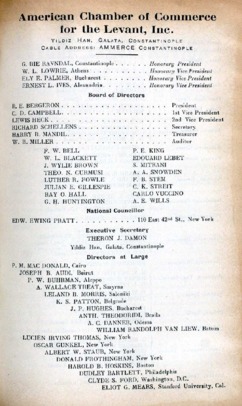 American Chamber of Commerce
for the Levant, Inc.
YILDIZ HAN, GALATA, CONSTANTINOPLE
CABLE ADDRESS: AMMERCE CONSTANTINOPLE
G. BIE RAVNDAL, Constantinople . . . . Honorary President
W. L. LOWRIE, Athens . . . . Honorary Vice President
ELY E. PALMER, Bucharest . . . . Honorary Vice President
ERNEST L. IVES, Alexandria . . . . Honorary Vice President
Board of Directors
E. E. BERGERON . . . . President
C. D. CAMPBELL . . . . 1st Vice President
LEWIS HECK . . . . 2nd Vice President
RICHARD SCHELLENS . . . . Secretary
HARRY R. MANDIL . . . . Treasurer
W. B. MILLER . . . . Auditor
F. W. BELL
W. L. BLACKETT
J. WYLIE BROWN
THEO. N. CURMUSI
LUTHER R. FOWLE
JULIAN E. GILLESPIE
RAY O. HALL
G. H. HUNTINGTON
P. E. KING
EDOUARD LEBET
S. MITRANI
A. A. SNOWDEN
F. B. STEM
C. K. STREIT
CARLO VUCCINO
A. E. WILLS
National Councillor
EDW. EWING PRATT . . . . 110 East 42nd St., New York
Executive Secretary
THERON J. DAMON
Yildiz Han, Galata, Constantinople
Directors at Large
P. M. MAC DONALD, Cairo
JOSEPH B. AUDI, Beirut
P. W. BUHRMAN, Aleppo
A. WALLACE TREAT, Smyrna
LELAND B. MORRIS, Saloniki
K. S. PATTON, Belgrade
J. P. HUGHES, Bucharest
ANTH. THEODORIDI, Braila
A. C. DANNER, Odessa
WILLIAM RANDOLPH VAN LIEW, Batoum
LUCIEN IRVING THOMAS, New York
OSCAR GUNKEL, New York
ALBERT W. STAUB, New York
DONALD FROTHINGHAM, New York
HAROLD B. HOSKINS, Boston
DUDLEY BARTLETT, Philadelphia
CLYDE S. FORD, Washington, D.C.
ELIOT G. MEARS, Stanford University, Cal.